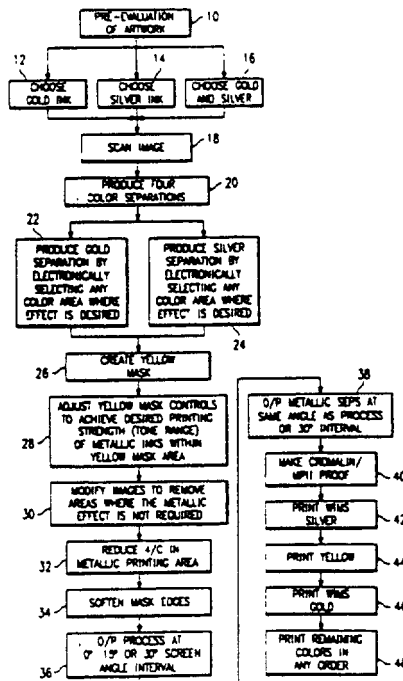 PRE-EVALUATION
OF ARTWORK
10
12
CHOOSE
GOLD INK
14
CHOOSE
SILVER INK
16
CHOOSE GOLD
AND SILVER
SCAN IMAGE
18
PRODUCE FOUR
COLOR SEPARATIONS
20
22
PRODUCE GOLD
SEPARATION BY
ELECTRONICALLY
SELECTING ANY
COLOR AREA WHERE
EFFECT IS DESIRED
PRODUCE SILVER
SEPARATION BY
ELECTRONICALLY
SELECTING ANY
COLOR AREA WHERE
EFFECT IS DESIRED
24
CREATE YELLOW
MASK
26
ADJUST YELLOW MASK CONTROLS
TO ACHIEVE DESIRED PRINTING
STRENGTH (TONE RANGE)
OF METALLIC INKS WITHIN
YELLOW MASK AREA
28
MODIFY IMAGES TO REMOVE
AREAS WHERE THE METALLIC
EFFECT IS NOT REQUIRED
30
REDUCE 4/C IN
METALLIC PRINTING AREA
32
SOFTEN MASK EDGES
34
O/P PROCESS AT
0° 15° OR 30° SCREEN
ANGLE INTERVAL
36
38
O/P METALLIC SEPS AT
SAME ANGLE AS PROCESS
OR 30° INTERVAL
MAKE CROMALIN/
PROOF
40
PRINT WIMS
SILVER
42
PRINT YELLOW
44
PRINT WIMS
GOLD
46
PRINT REMAINING
COLORS IN
ANY ORDER